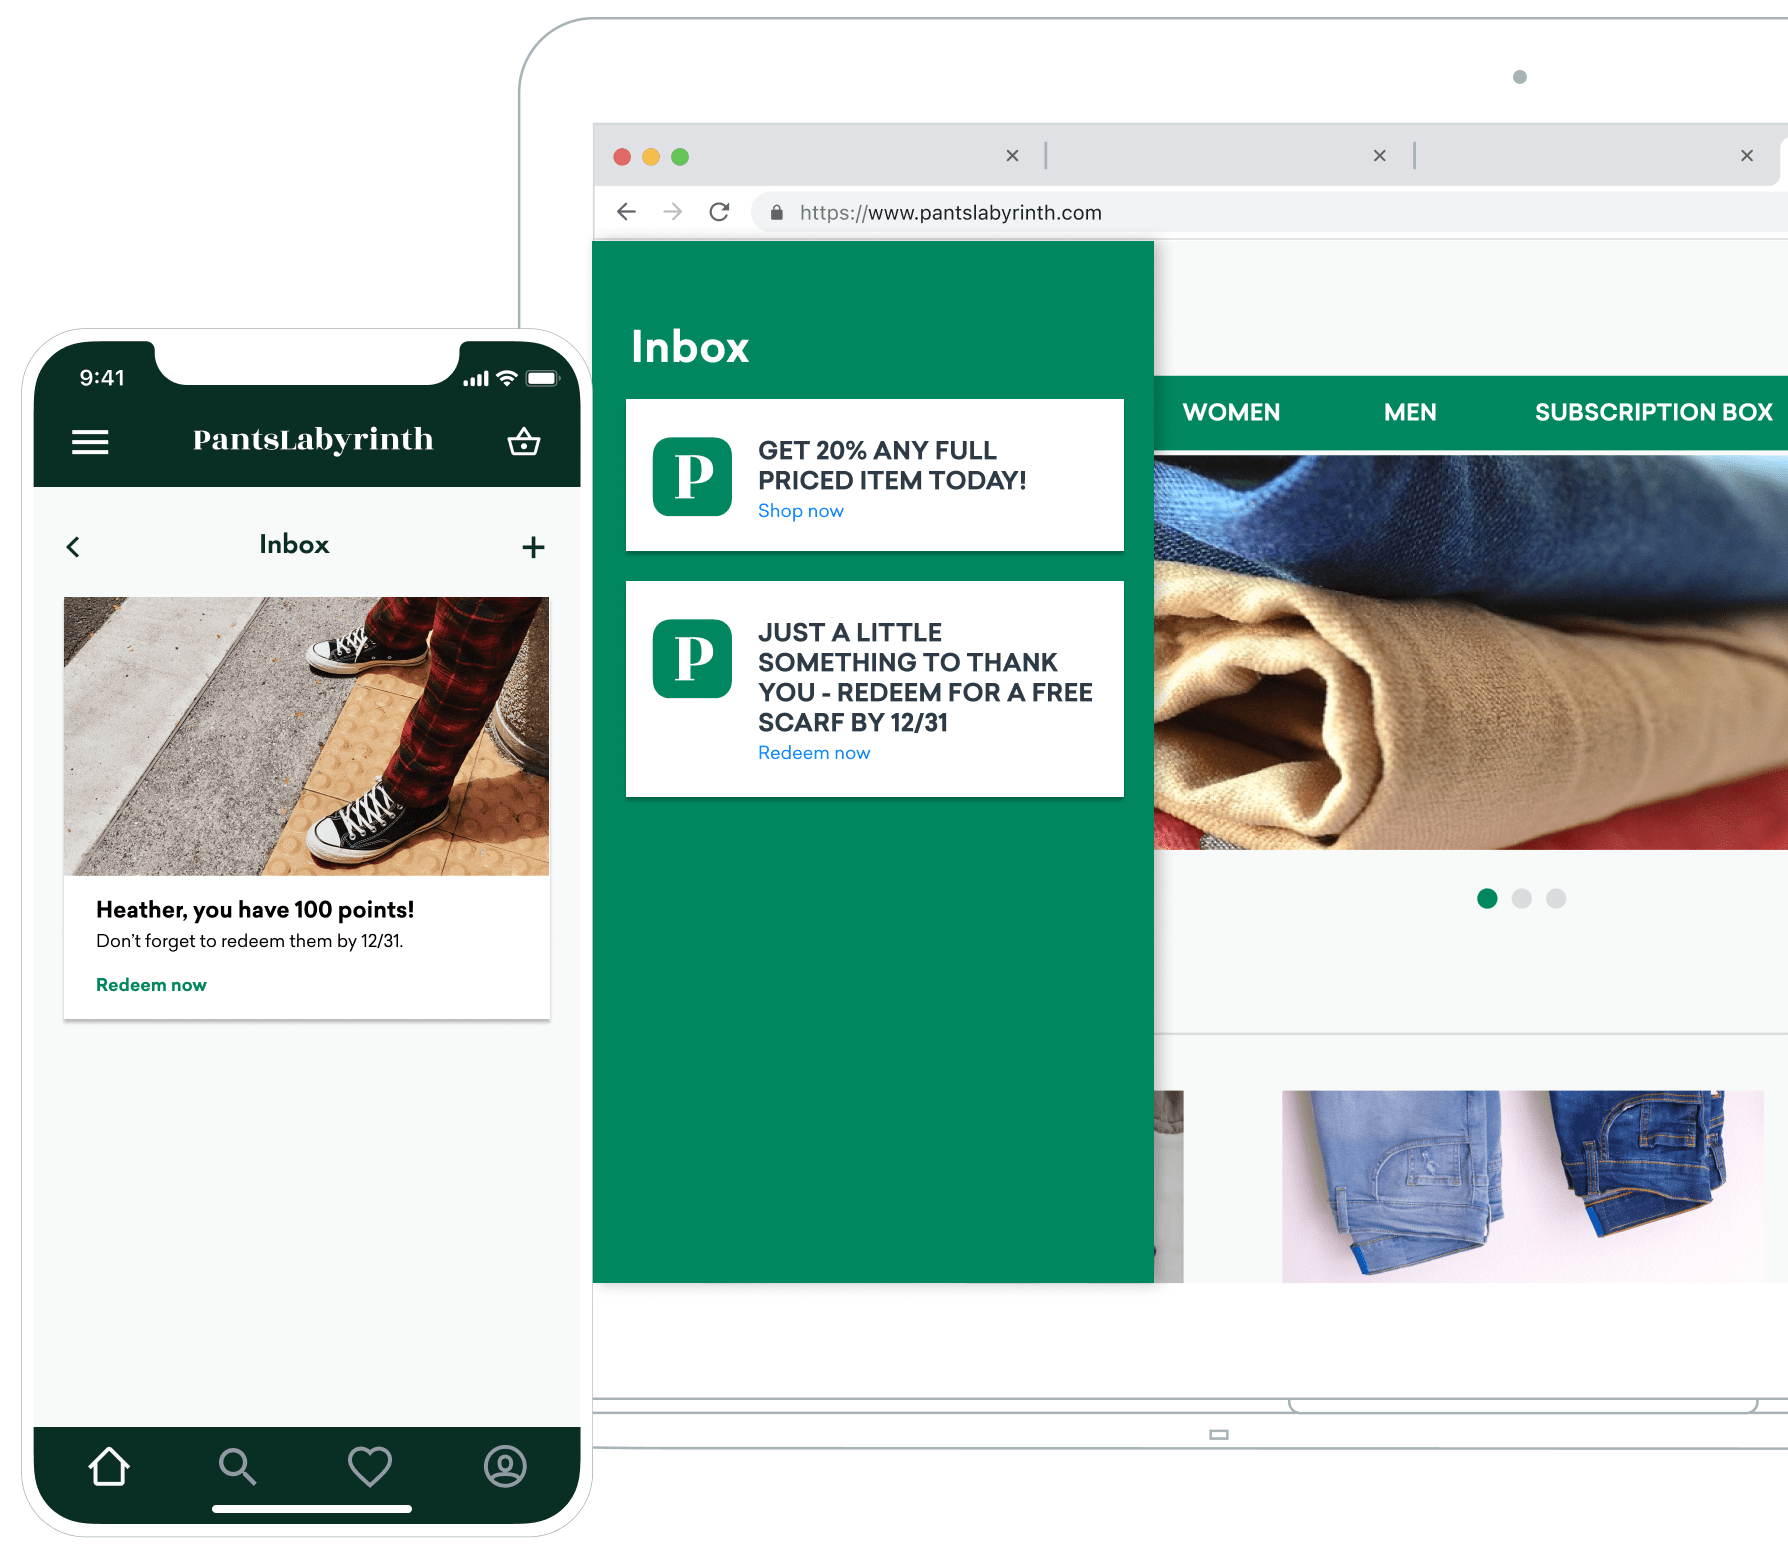 https://www.pantslabyrinth.com
Inbox
GET 20% ANY FULL
PRICED ITEM TODAY!
Shop now
JUST A LITTLE
SOMETHING TO THANK
YOU - REDEEM FOR A FREE
SCARF BY 12/31
Redeem now
WOMEN
MEN
SUBSCRIPTION BOX
9:41
PantsLabyrinth
Inbox
Heather, you have 100 points!
Don't forget to redeem them by 12/31.
Redeem now
P
P